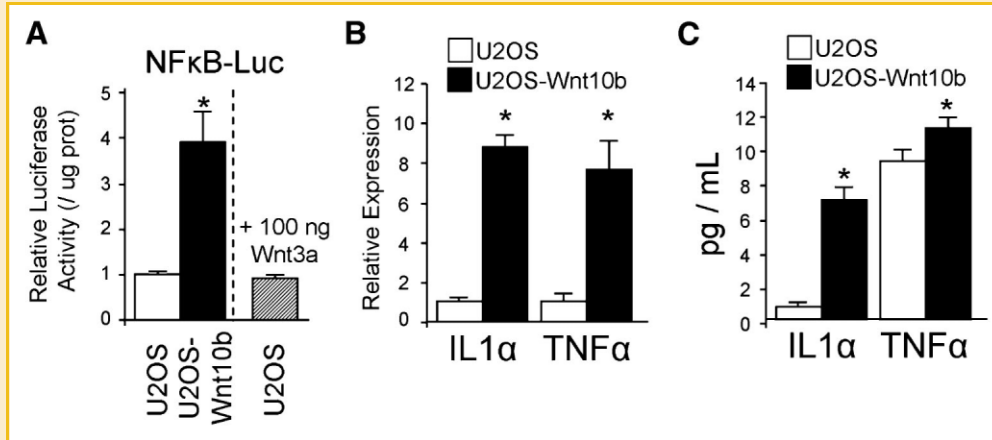 A
NFκB-Luc
Relative Luciferase
Activity (/ ug prot)
5
4
3
2
1
0
*
+ 100 ng
Wnt3a
U2OS
U2OS-
Wnt10b
U2OS
B
U2OS
U2OS-Wnt10b
Relative Expression
12
10
8
6
4
2
0
*
*
IL1α TNFα
C
U2OS
U2OS-Wnt10b
pg / mL
14
12
10
8
6
4
2
0
*
*
IL1α TNFα